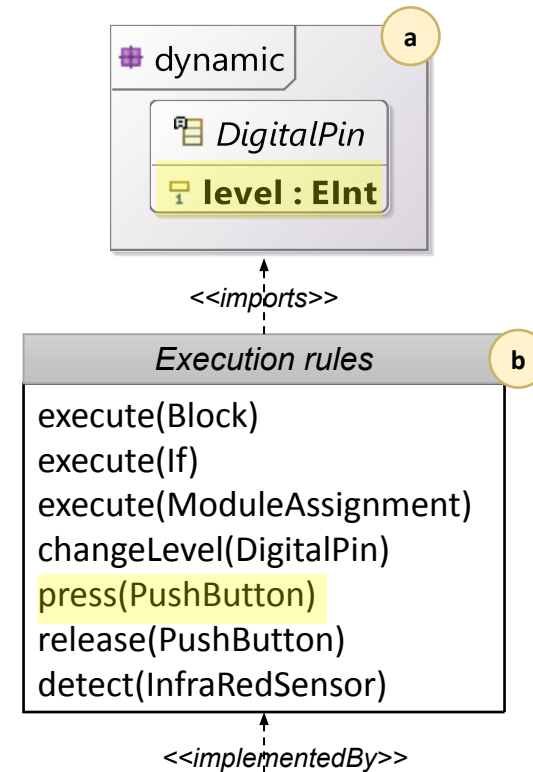 a
dynamic
DigitalPin
1 level : EInt
<<imports>>
Execution rules
b
execute(Block)
execute(If)
execute(ModuleAssignment)
changeLevel(DigitalPin)
press(PushButton)
release(PushButton)
detect(InfraRedSensor)
<<implementedBy>>